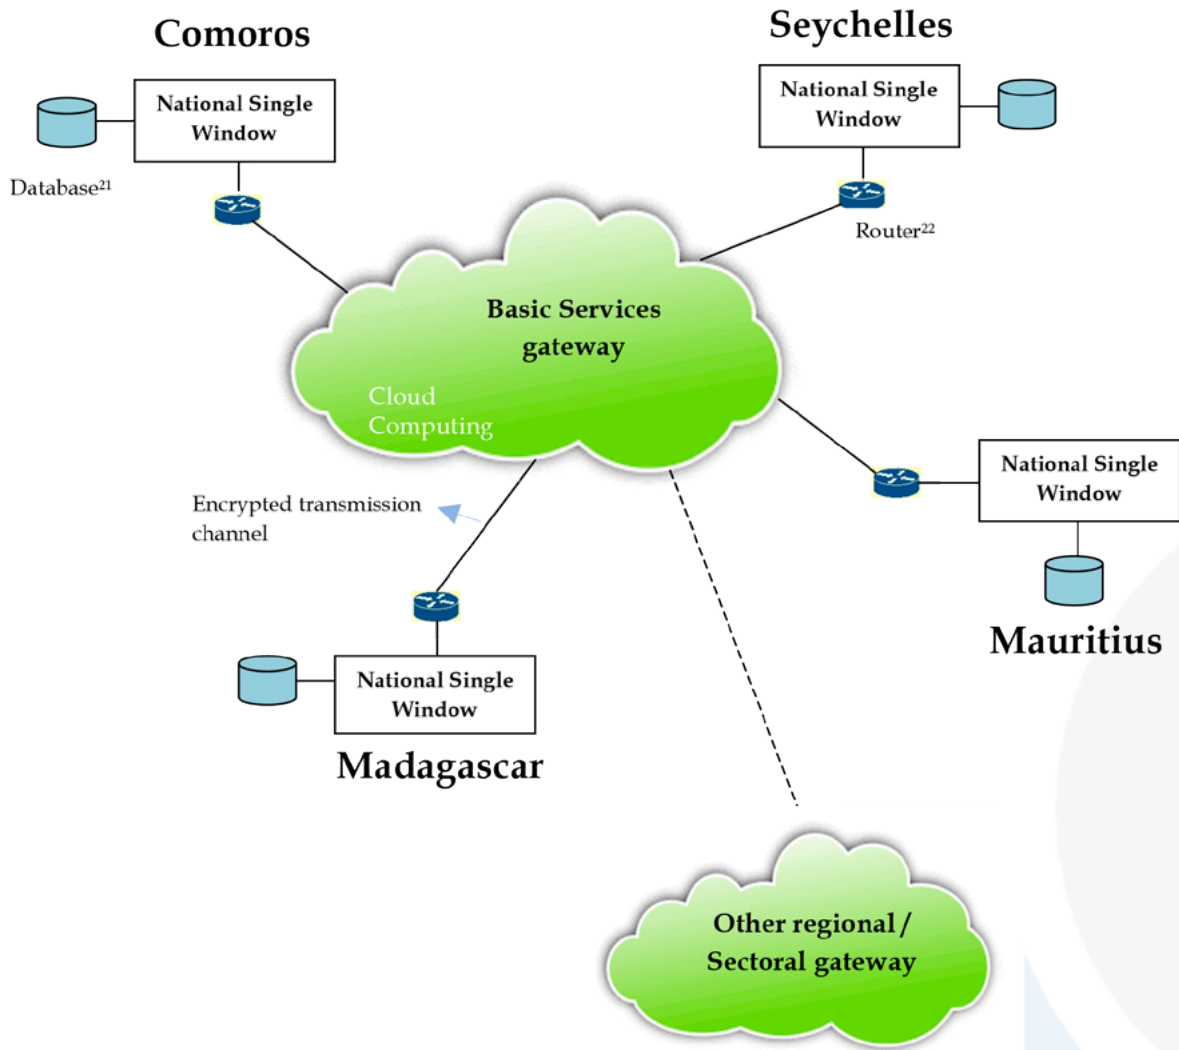 Comoros
Seychelles
National Single
Window
National Single
Window
Database²¹
Router²²
Basic Services
gateway
Cloud
Computing
National Single
Window
Encrypted transmission
channel
Mauritius
National Single
Window
Madagascar
Other regional /
Sectoral gateway